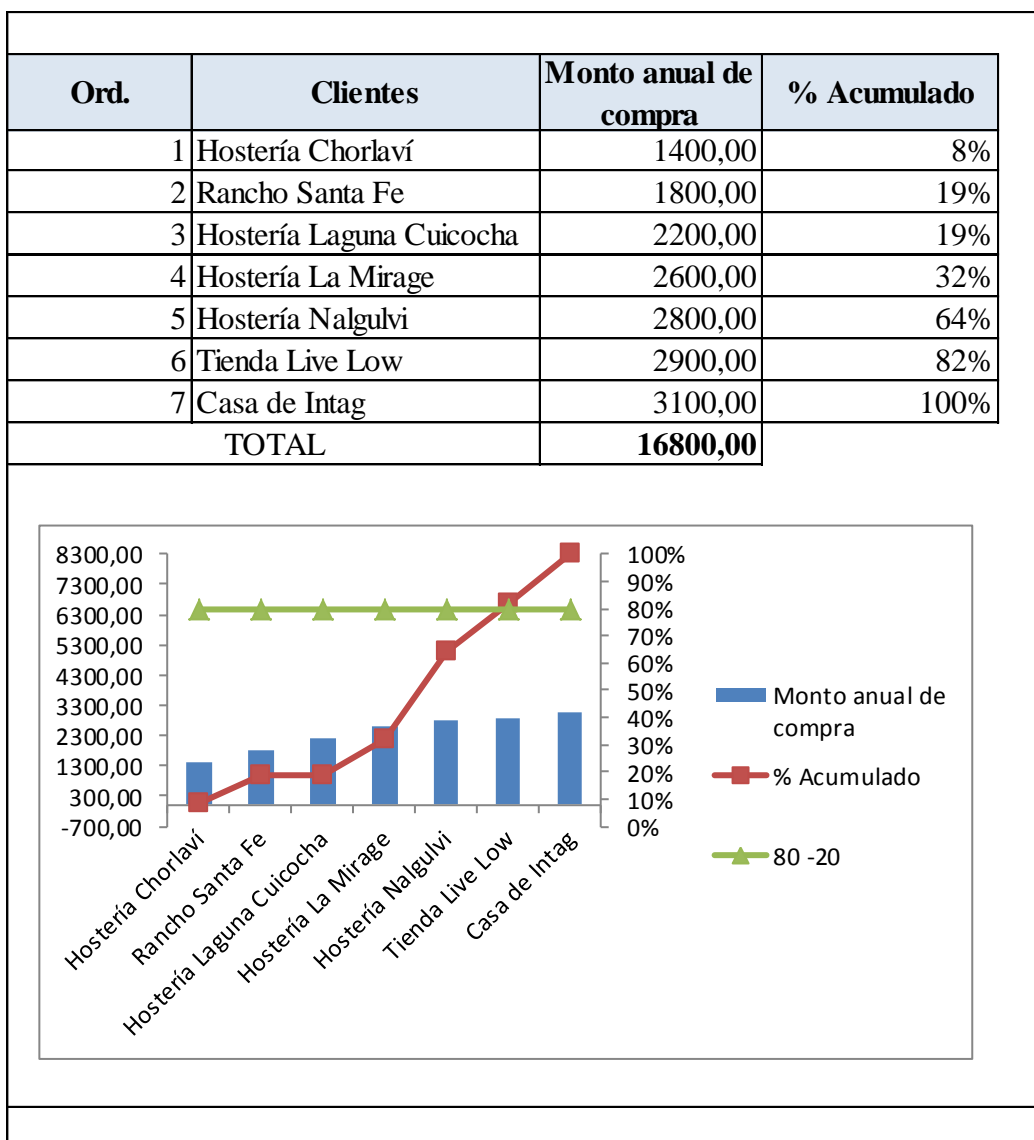 Ord. Clientes Monto anual de compra % Acumulado
1 Hostería Chorlaví 1400,00 8%
2 Rancho Santa Fe 1800,00 19%
3 Hostería Laguna Cuicocha 2200,00 19%
4 Hostería La Mirage 2600,00 32%
5 Hostería Nalgulvi 2800,00 64%
6 Tienda Live Low 2900,00 82%
7 Casa de Intag 3100,00 100%
TOTAL 16800,00
8300,00
7300,00
6300,00
5300,00
4300,00
3300,00
2300,00
1300,00
300,00
-700,00
100%
90%
80%
70%
60%
50%
40%
30%
20%
10%
0%
Hostería Chorlaví
Rancho Santa Fe
Hostería Laguna Cuicocha
Hostería La Mirage
Hostería Nalgulvi
Tienda Live Low
Casa de Intag
Monto anual de
compra
% Acumulado
80 -20